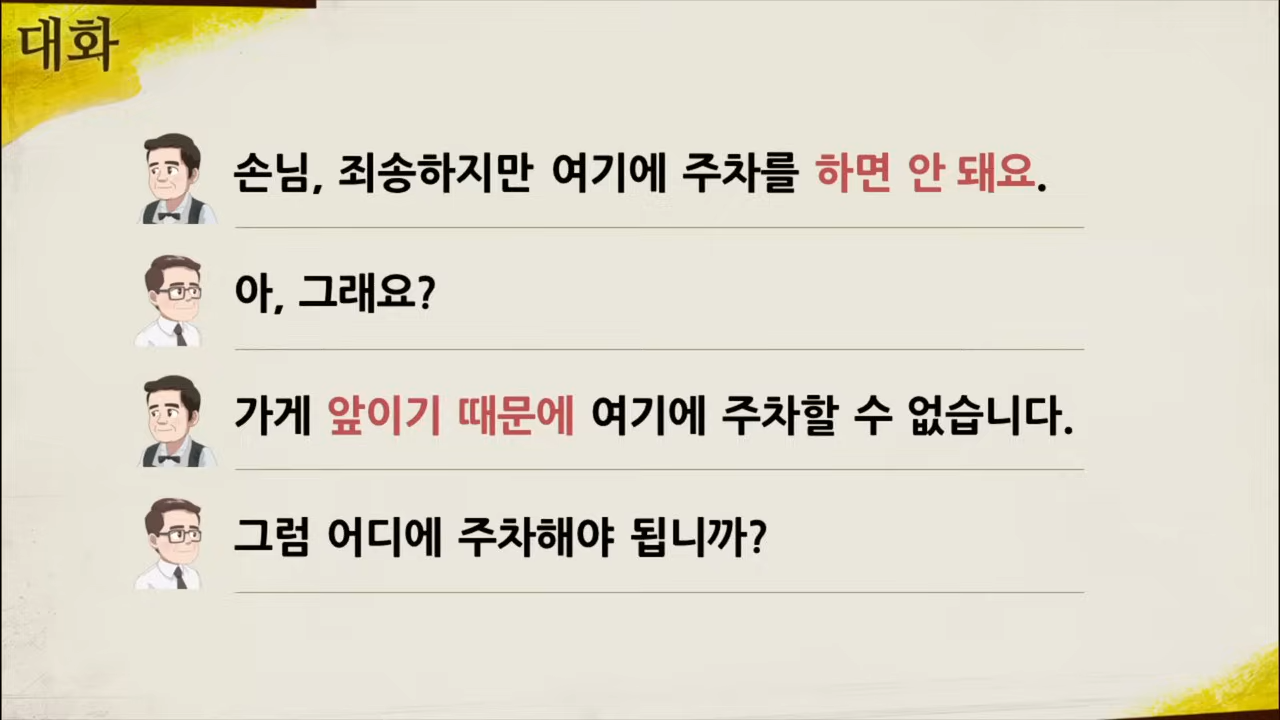 대화
손님, 죄송하지만 여기에 주차를 하면 안 돼요.
아, 그래요?
가게 앞이기 때문에 여기에 주차할 수 없습니다.
그럼 어디에 주차해야 됩니까?